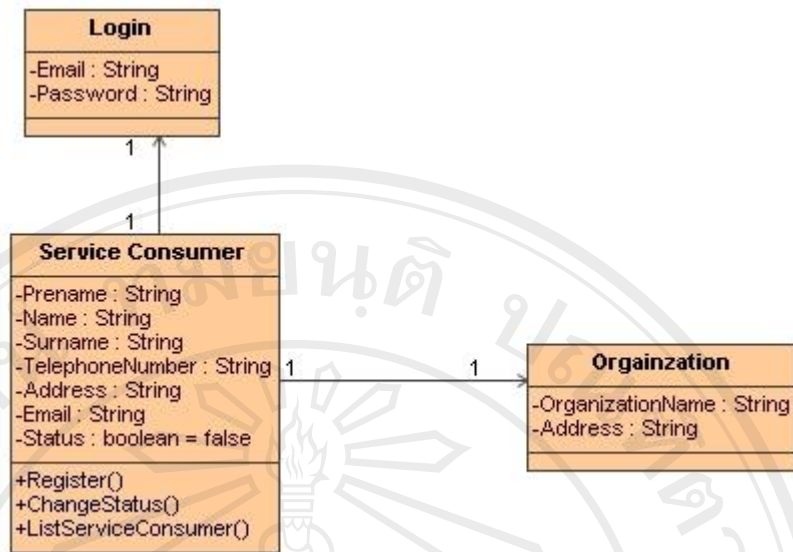 Login
-Email : String
-Password : String
1
1
Service Consumer
-Prename : String
-Name : String
-Surname : String
-TelephoneNumber : String
-Address : String
-Email : String
-Status : boolean = false
+Register()
+ChangeStatus()
+ListServiceConsumer()
1
1
Orgainzation
-OrganizationName : String
-Address : String